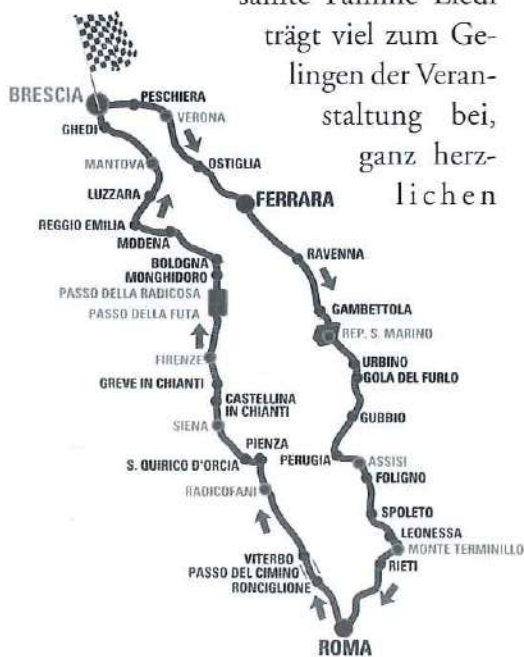 samte Familie Liedl
trägt viel zum Ge-
lingen der Veran-
staltung bei,
ganz herz-
lichen
BRESCIA
PESCHIERA
VERONA
GHEDI
OSTIGLIA
MANTOVA
LUZZARA
FERRARA
REGGIO EMILIA
MODENA
RAVENNA
BOLOGNA
MONGHIDORO
PASSO DELLA RADICOSA
PASSO DELLA FUTA
GAMBETTOLA
REP. S. MARINO
FIRENZE
URBINO
GOLA DEL FURLO
GREVE IN CHIANTI
CASTELLINA
IN CHIANTI
GUBBIO
SIENA
PIENZA
S. QUIRICO D'ORCIA
PERUGIA
ASSISI
FOLIGNO
RADICOFANI
SPOLETO
LEONESSA
MONTE TERMINILLO
RIETI
VITERBO
PASSO DEL CIMINO
RONCIGLIONE
ROMA